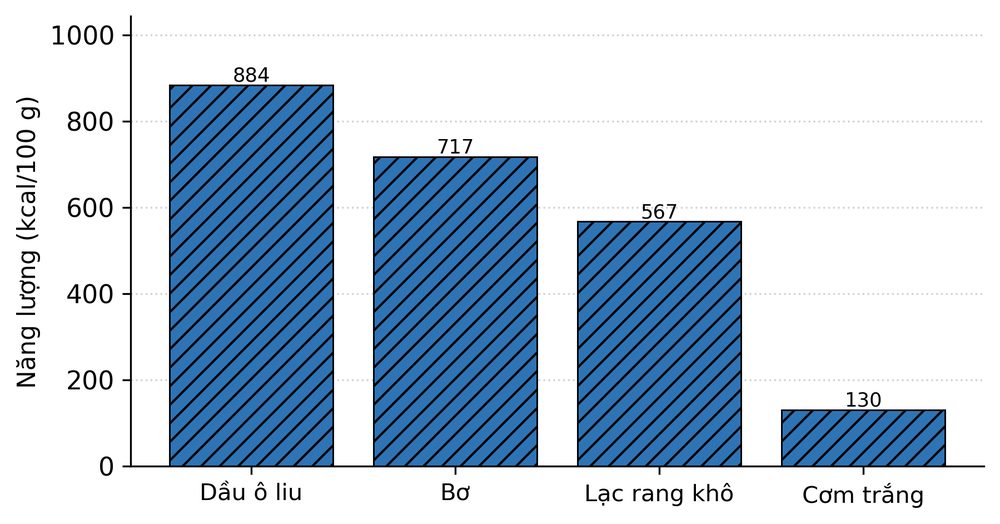 Năng lượng (kcal/100 g)
1000
800
600
400
200
0
884
717
567
130
Dầu ô liu
Bơ
Lạc rang khô
Cơm trắng